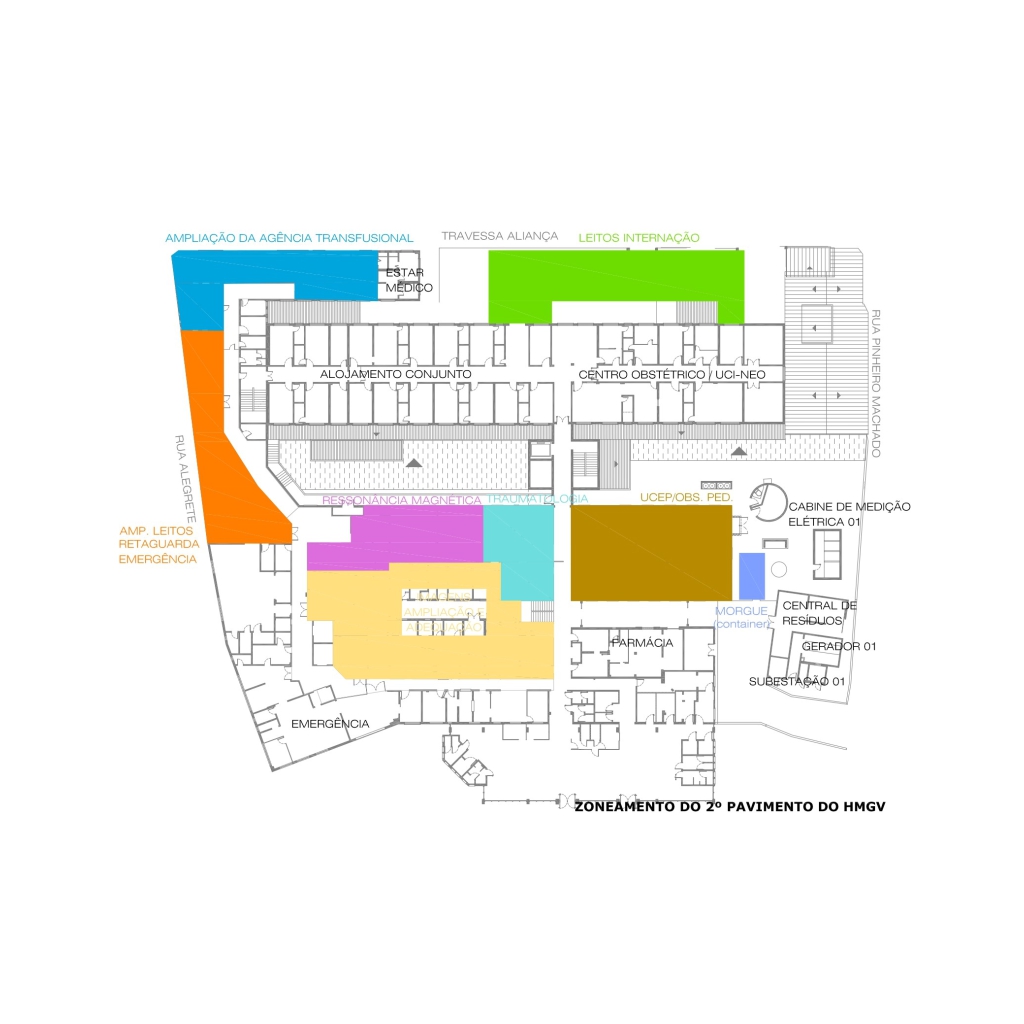 AMPLIAÇÃO DA AGÊNCIA TRANSFUSIONAL
TRAVESSA ALIANÇA
LEITOS INTERNAÇÃO
ESTAR
MÉDICO
RUA PINHEIRO MACHADO
ALOJAMENTO CONJUNTO
CENTRO OBSTÉTRICO / UCI-NEO
RUA ALEGRETE
RESSONÂNCIA MAGNÉTICA
TRAUMATOLOGIA
UCEP/OBS. PED.
CABINE DE MEDIÇÃO
ELÉTRICA 01
AMP. LEITOS
RETAGUARDA
EMERGÊNCIA
IMAGENS
AMPLIAÇÃO E
ADEQUAÇÃO
MORGUE
(container)
CENTRAL DE
RESÍDUOS
FARMÁCIA
GERADOR 01
SUBESTAÇÃO 01
EMERGÊNCIA
ZONEAMENTO DO 2º PAVIMENTO DO HMGV